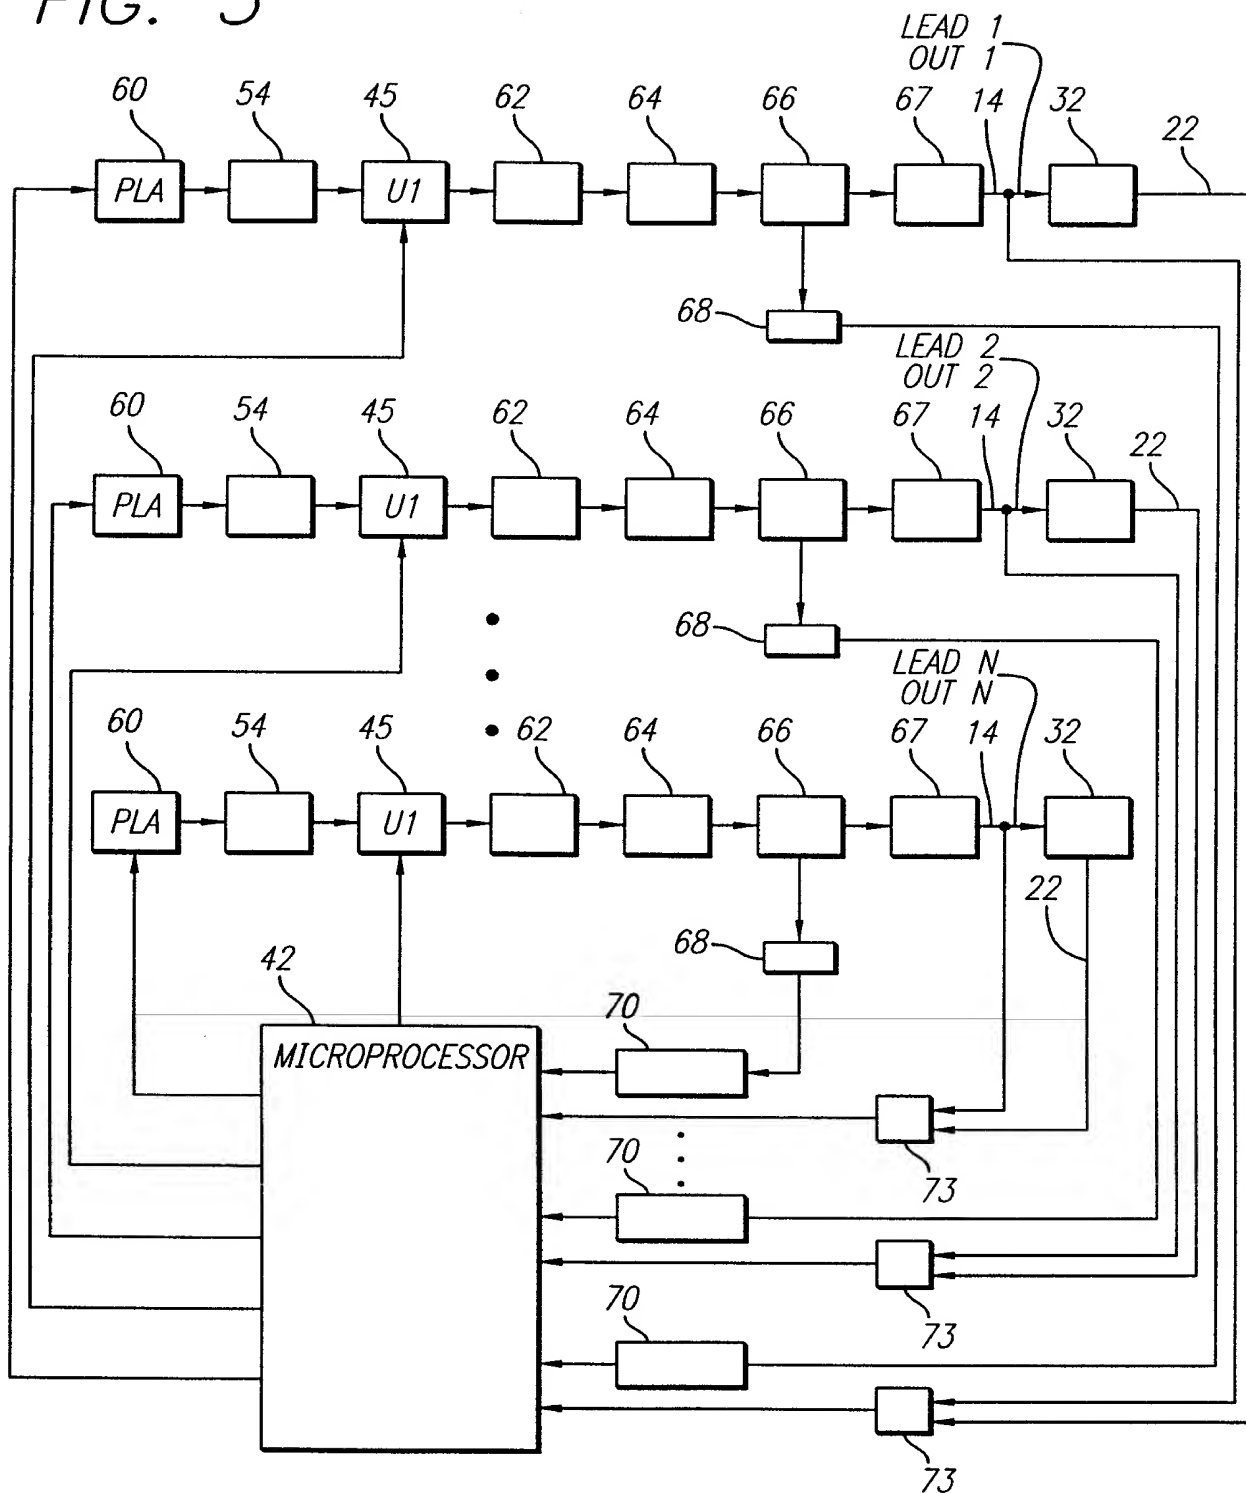 FIG. 5
LEAD 1
OUT 1
60 54 45 62 64 66 67 14 32 22
PLA U1
68
LEAD 2
OUT 2
60 54 45 62 64 66 67 14 32 22
PLA U1
68
LEAD N
OUT N
60 54 45 62 64 66 67 14 32
PLA U1
22
68
42
70
MICROPROCESSOR
70
73
70
73
73